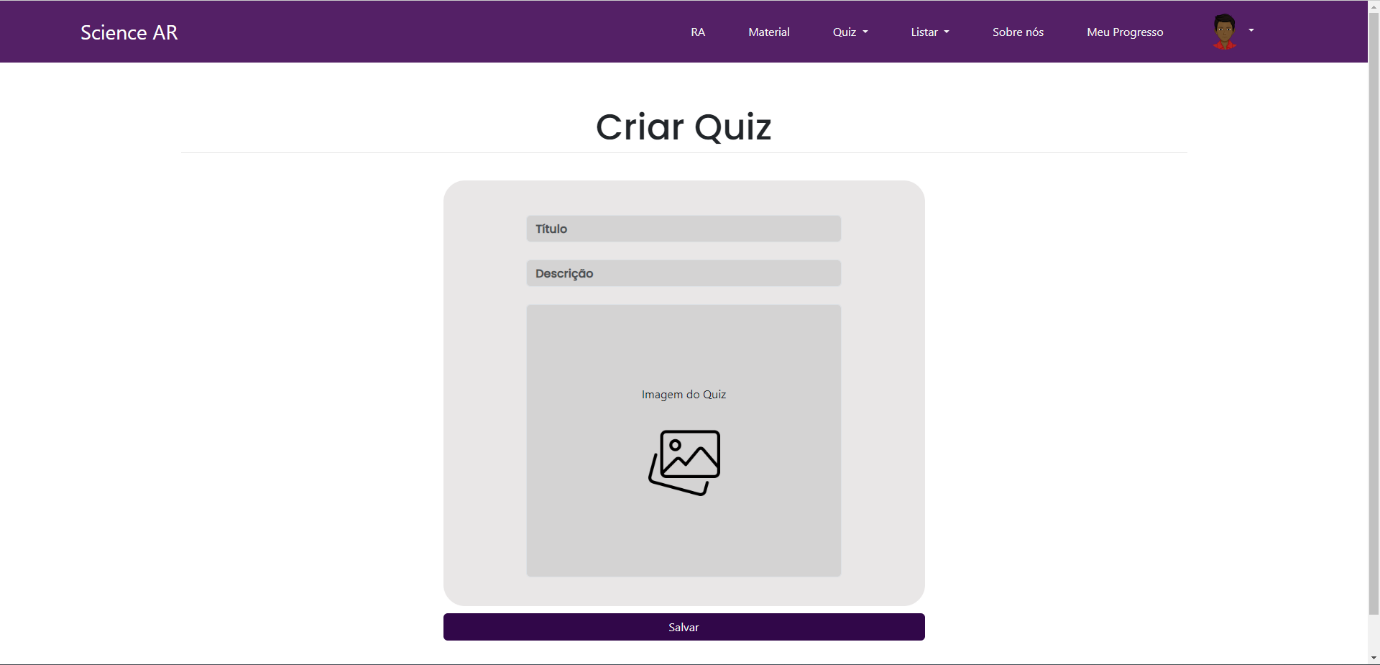 Science AR
RA
Material
Quiz
Listar
Sobre nós
Meu Progresso
Criar Quiz
Título
Descrição
Imagem do Quiz
Salvar